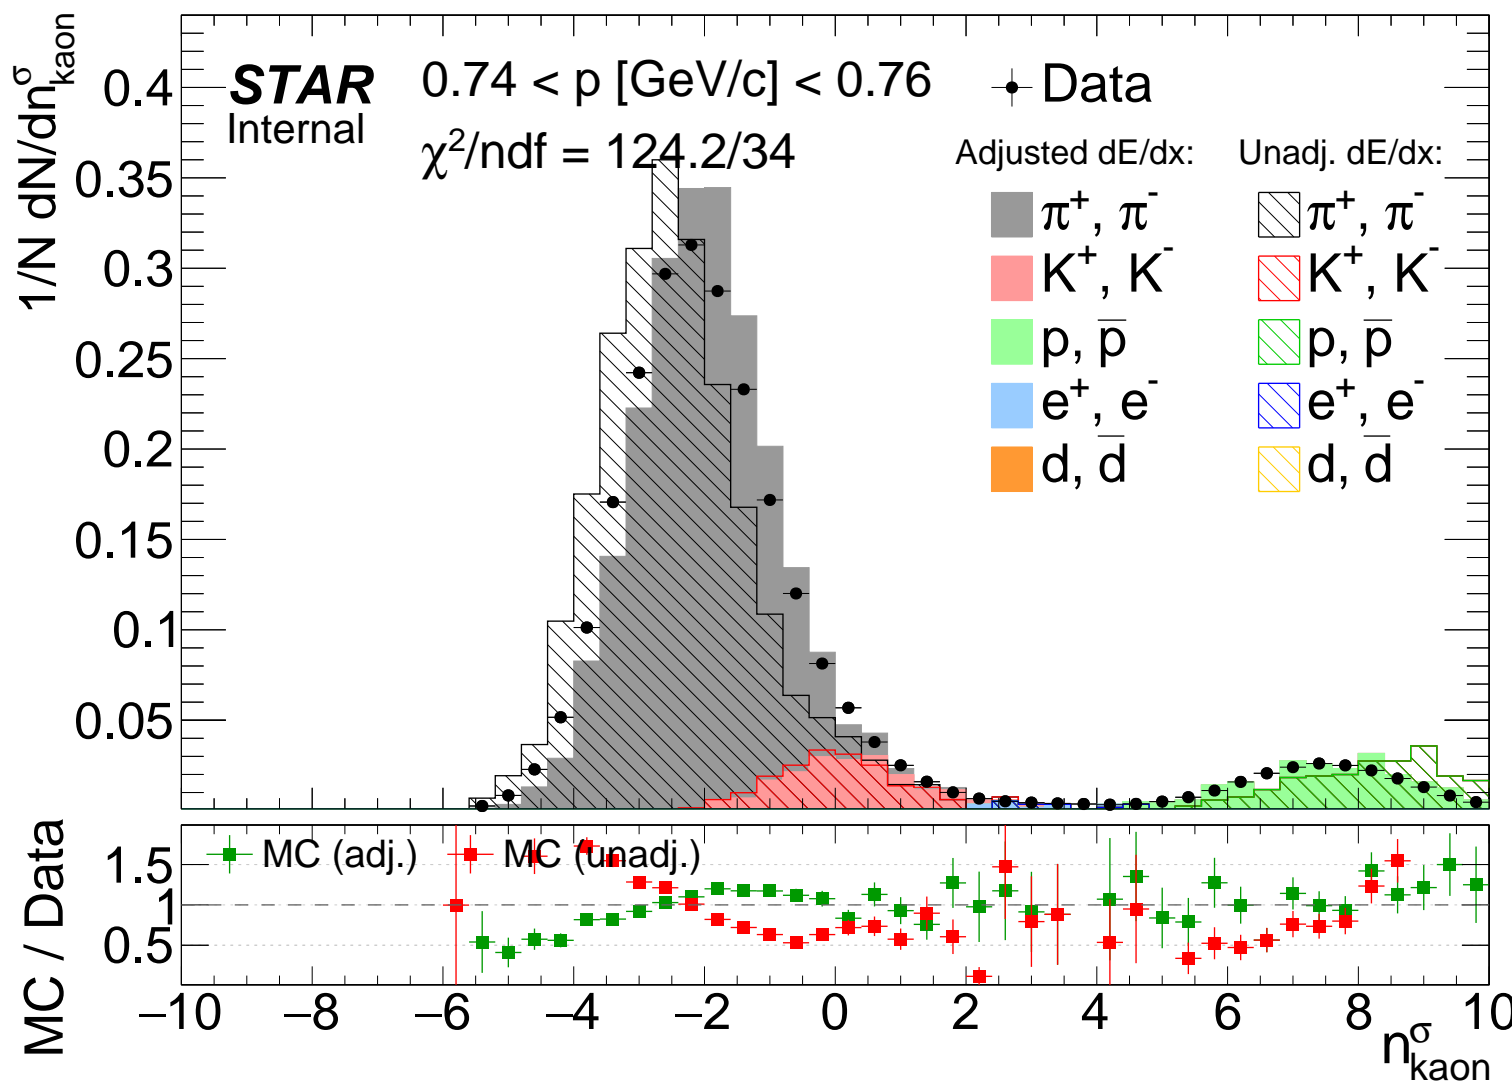 1/N dN/dnσkaon
STAR
Internal
0.74 < p [GeV/c] < 0.76
χ²/ndf = 124.2/34
Data
Adjusted dE/dx:
Unadj. dE/dx:
π⁺, π⁻
π⁺, π⁻
K⁺, K⁻
K⁺, K⁻
p, p̅
p, p̅
e⁺, e⁻
e⁺, e⁻
d, d̅
d, d̅
0.4
0.35
0.3
0.25
0.2
0.15
0.1
0.05
MC / Data
MC (adj.)
MC (unadj.)
1.5
1
0.5
−10 −8 −6 −4 −2 0 2 4 6 8 10
nσkaon